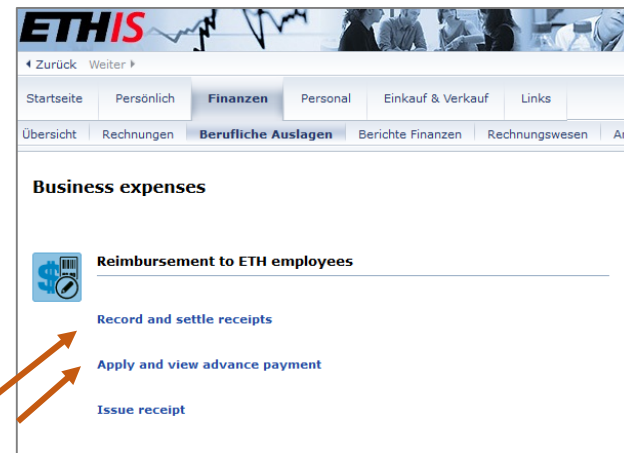 ETHIS
Zurück Weiter
Startseite Persönlich Finanzen Personal Einkauf & Verkauf Links
Übersicht Rechnungen Berufliche Auslagen Berichte Finanzen Rechnungswesen
Business expenses
Reimbursement to ETH employees
Record and settle receipts
Apply and view advance payment
Issue receipt